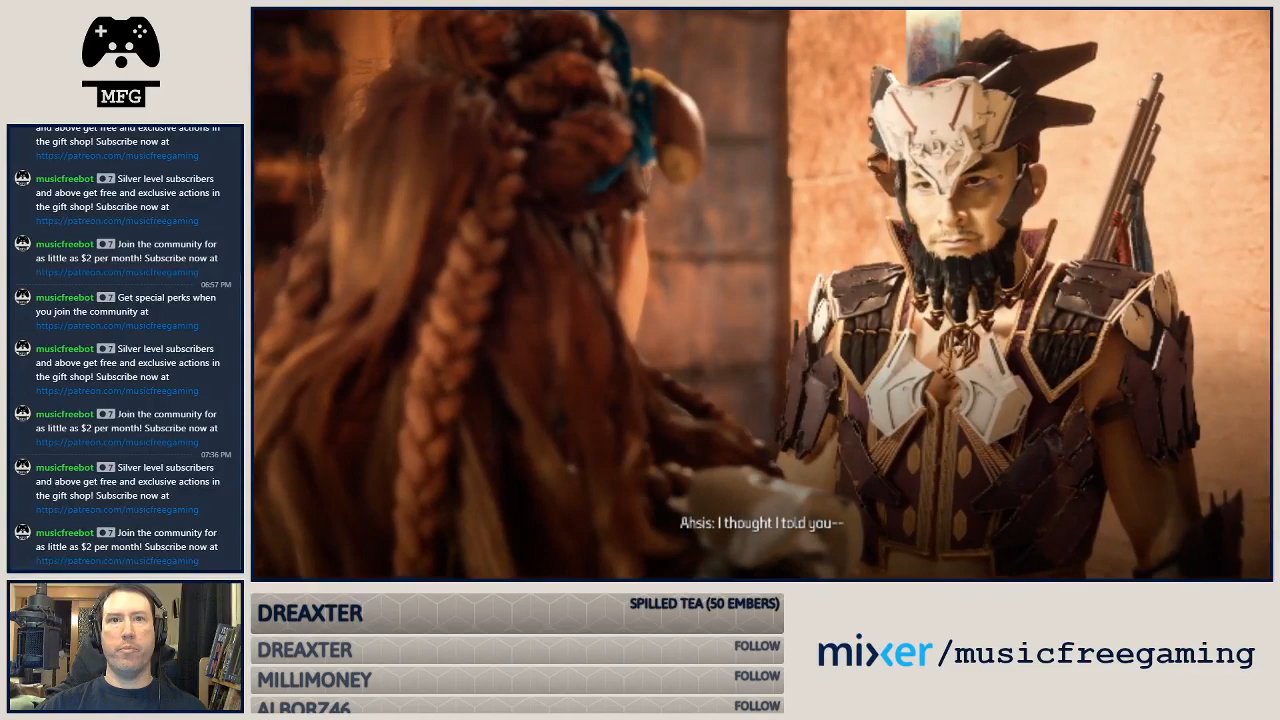 MFG
and above get free and exclusive actions in
the gift shop! Subscribe now at
https://patreon.com/musicfreegaming
musicfreebot 7 Silver level subscribers
and above get free and exclusive actions in
the gift shop! Subscribe now at
https://patreon.com/musicfreegaming
musicfreebot 7 Join the community for
as little as $2 per month! Subscribe now at
https://patreon.com/musicfreegaming
06:57 PM
musicfreebot 7 Get special perks when
you join the community at
https://patreon.com/musicfreegaming
musicfreebot 7 Silver level subscribers
and above get free and exclusive actions in
the gift shop! Subscribe now at
https://patreon.com/musicfreegaming
musicfreebot 7 Join the community for
as little as $2 per month! Subscribe now at
https://patreon.com/musicfreegaming
07:36 PM
musicfreebot 7 Silver level subscribers
and above get free and exclusive actions in
the gift shop! Subscribe now at
https://patreon.com/musicfreegaming
musicfreebot 7 Join the community for
as little as $2 per month! Subscribe now at
https://patreon.com/musicfreegaming
Ahsis: I thought I told you--
DREAXTER SPILLED TEA (50 EMBERS)
DREAXTER FOLLOW
MILLIMONEY FOLLOW
ALBORZ46 FOLLOW
mixer/musicfreegaming